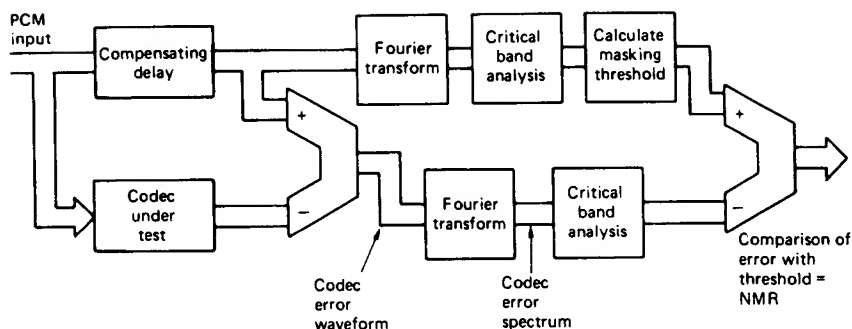 PCM
input
Compensating
delay
Fourier
transform
Critical
band
analysis
Calculate
masking
threshold
+
+
Codec
under
test
−
Fourier
transform
Critical
band
analysis
−
Comparison of
error with
threshold =
NMR
Codec
error
waveform
Codec
error
spectrum